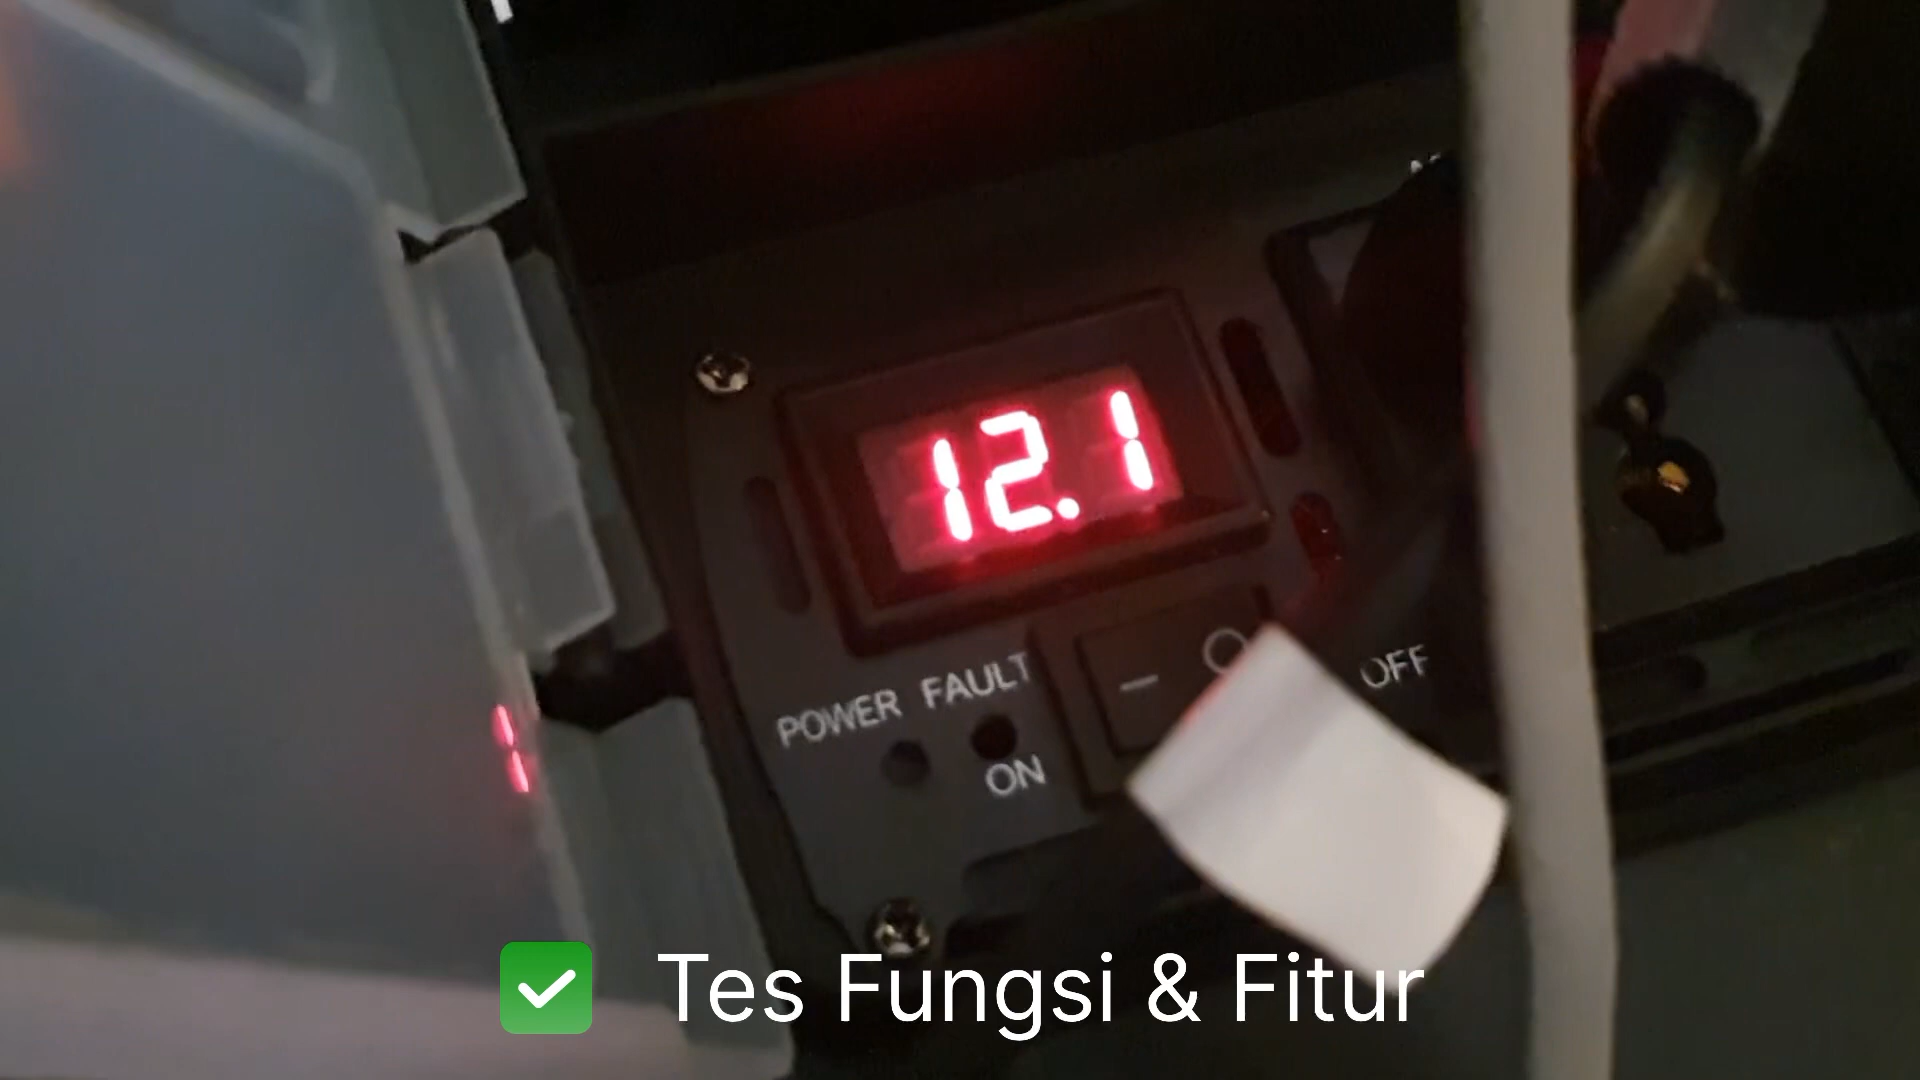 12.1
POWER FAULT
ON
OFF
✅ Tes Fungsi & Fitur